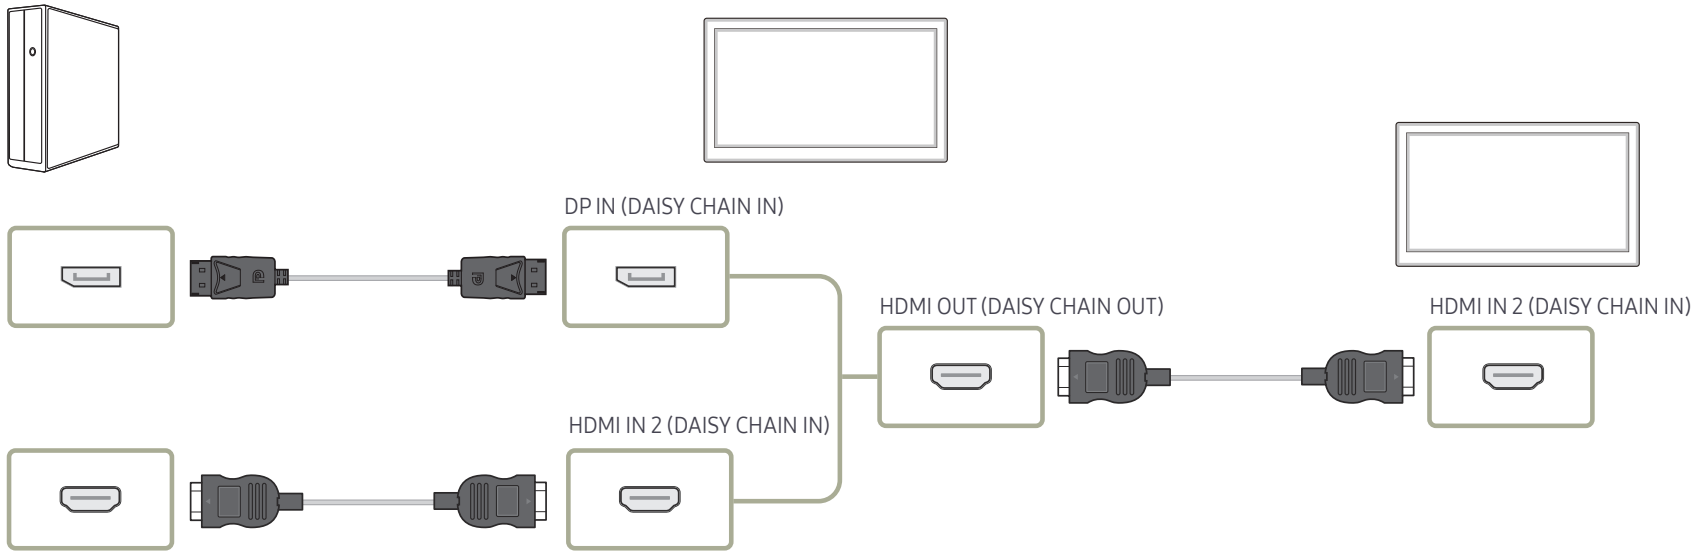 DP IN (DAISY CHAIN IN)
HDMI OUT (DAISY CHAIN OUT)
HDMI IN 2 (DAISY CHAIN IN)
HDMI IN 2 (DAISY CHAIN IN)